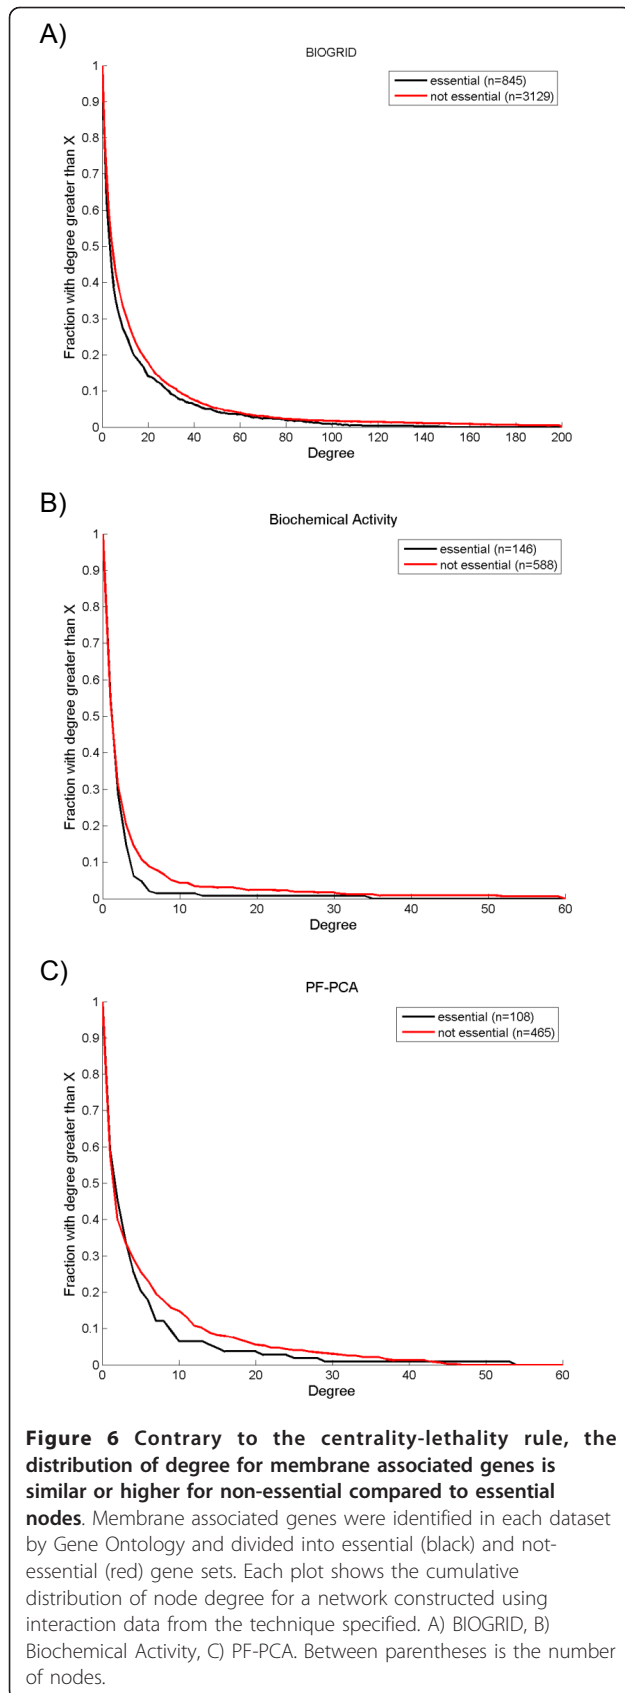 A)
BIOGRID
essential (n=845)
not essential (n=3129)
Fraction with degree greater than X
1
0.9
0.8
0.7
0.6
0.5
0.4
0.3
0.2
0.1
0
0 20 40 60 80 100 120 140 160 180 200
Degree
B)
Biochemical Activity
essential (n=146)
not essential (n=588)
Fraction with degree greater than X
1
0.9
0.8
0.7
0.6
0.5
0.4
0.3
0.2
0.1
0
0 10 20 30 40 50 60
Degree
C)
PF-PCA
essential (n=108)
not essential (n=465)
Fraction with degree greater than X
1
0.9
0.8
0.7
0.6
0.5
0.4
0.3
0.2
0.1
0
0 10 20 30 40 50 60
Degree
Figure 6 Contrary to the centrality-lethality rule, the
distribution of degree for membrane associated genes is
similar or higher for non-essential compared to essential
nodes. Membrane associated genes were identified in each dataset
by Gene Ontology and divided into essential (black) and not-
essential (red) gene sets. Each plot shows the cumulative
distribution of node degree for a network constructed using
interaction data from the technique specified. A) BIOGRID, B)
Biochemical Activity, C) PF-PCA. Between parentheses is the number
of nodes.